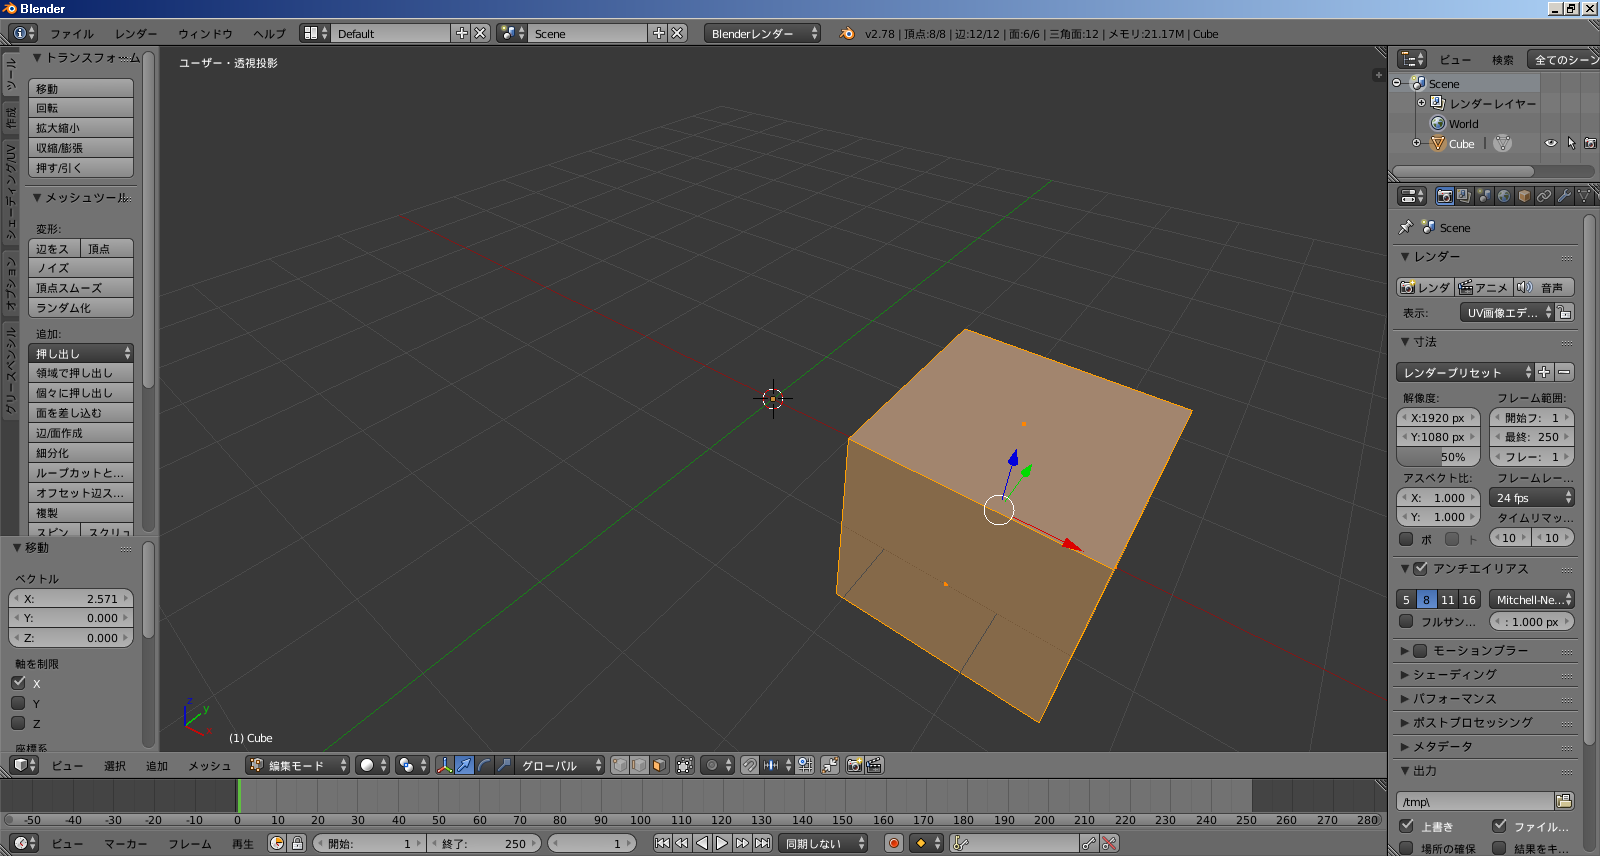 Blender
ファイル レンダー ウィンドウ ヘルプ Default Scene Blenderレンダー v2.78 | 頂点:8/8 | 辺:12/12 | 面:6/6 | 三角面:12 | メモリ:21.17M | Cube
ツール
作成
シェーディング/UV
オプション
グリースペンシル
トランスフォーム
移動
回転
拡大縮小
収縮/膨張
押す/引く
メッシュツール
変形:
辺をス 頂点
ノイズ
頂点スムーズ
ランダム化
追加:
押し出し
領域で押し出し
個々に押し出し
面を差し込む
辺/面作成
細分化
ループカットと...
オフセット辺ス...
複製
スピン スクリュ
移動
ベクトル
X: 2.571
Y: 0.000
Z: 0.000
軸を制限
X
Y
Z
座標系
ユーザー・透視投影
z
y
x
(1) Cube
ビュー 選択 追加 メッシュ 編集モード グローバル
-50 -40 -30 -20 -10 0 10 20 30 40 50 60 70 80 90 100 110 120 130 140 150 160 170 180 190 200 210 220 230 240 250 260 270 280
ビュー マーカー フレーム 再生 開始: 1 終了: 250 1 同期しない
ビュー 検索 全てのシーン
Scene
レンダーレイヤー
World
Cube
Scene
レンダー
レンダ アニメ 音声
表示: UV画像エデ...
寸法
レンダープリセット
解像度: フレーム範囲:
X:1920 px 開始フ: 1
Y:1080 px 最終: 250
50% フレー: 1
アスペクト比: フレームレー...
X: 1.000 24 fps
Y: 1.000 タイムリマッ...
ボ ト 10 10
アンチエイリアス
5 8 11 16 Mitchell-Ne...
フルサン... : 1.000 px
モーションブラー
シェーディング
パフォーマンス
ポストプロセッシング
メタデータ
出力
/tmp\
上書き ファイル...
場所の確保 結果をキ...